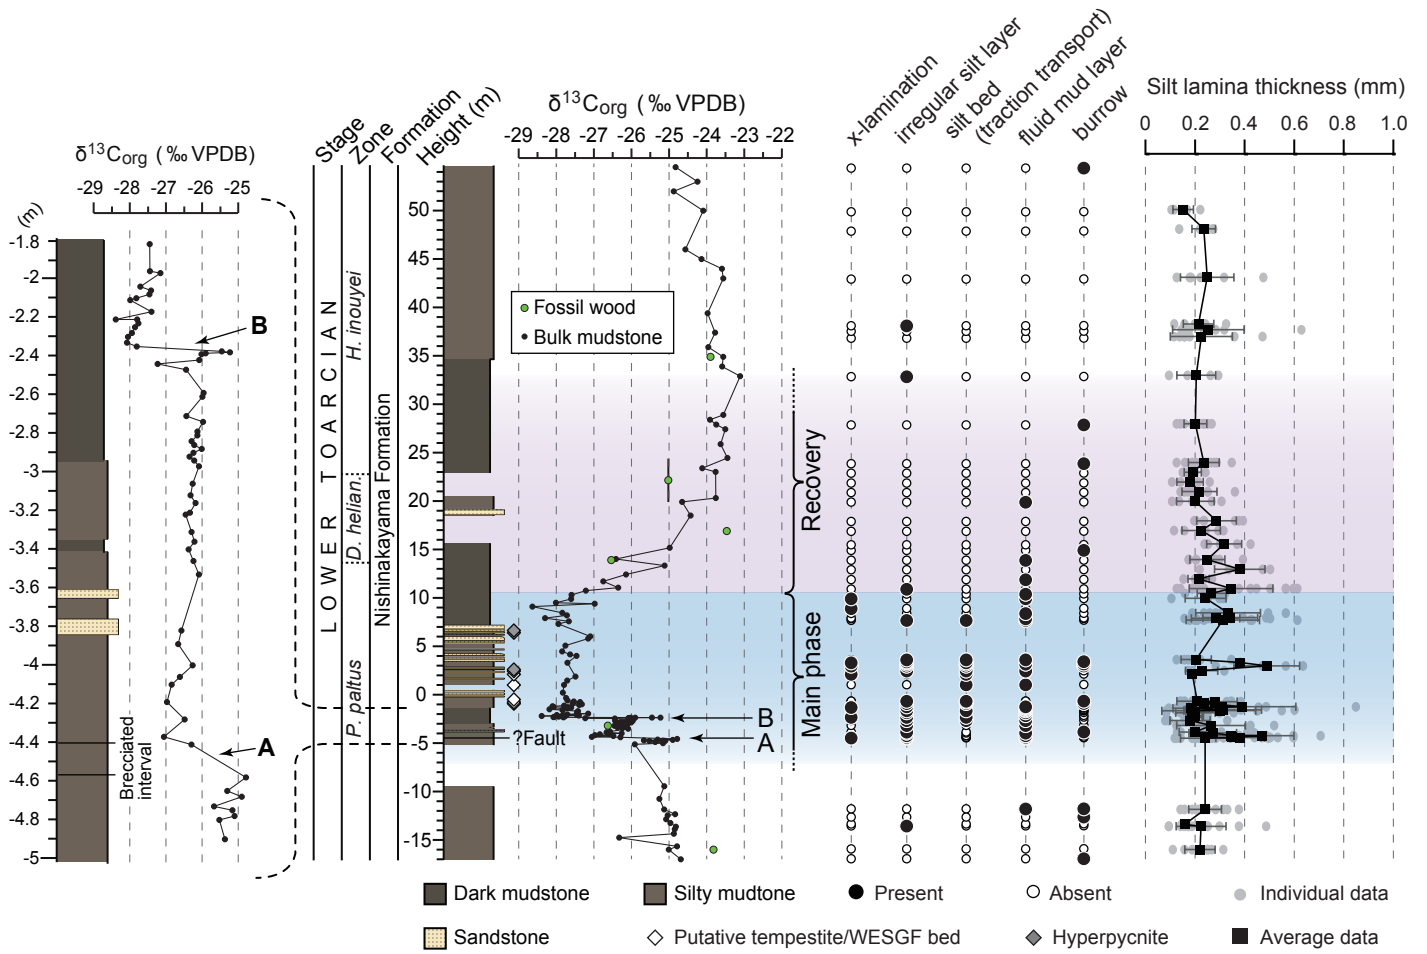 δ13Corg (‰ VPDB)
-29 -28 -27 -26 -25
(m)
-1.8
-2
-2.2
-2.4
-2.6
-2.8
-3
-3.2
-3.4
-3.6
-3.8
-4
-4.2
-4.4
-4.6
-4.8
-5
B
A
Brecciated
interval
Stage
Zone
Formation
Height (m)
LOWER TOARCIAN
H. inouyei
D. helian.
P. paltus
Nishinakayama Formation
50
45
40
35
30
25
20
15
10
5
0
-5
-10
-15
δ13Corg (‰ VPDB)
-29 -28 -27 -26 -25 -24 -23 -22
Fossil wood
Bulk mudstone
?Fault
B
A
Recovery
Main phase
x-lamination
irregular silt layer
silt bed
(traction transport)
fluid mud layer
burrow
Silt lamina thickness (mm)
0 0.2 0.4 0.6 0.8 1.0
Dark mudstone
Silty mudtone
Present
Absent
Individual data
Sandstone
Putative tempestite/WESGF bed
Hyperpycnite
Average data